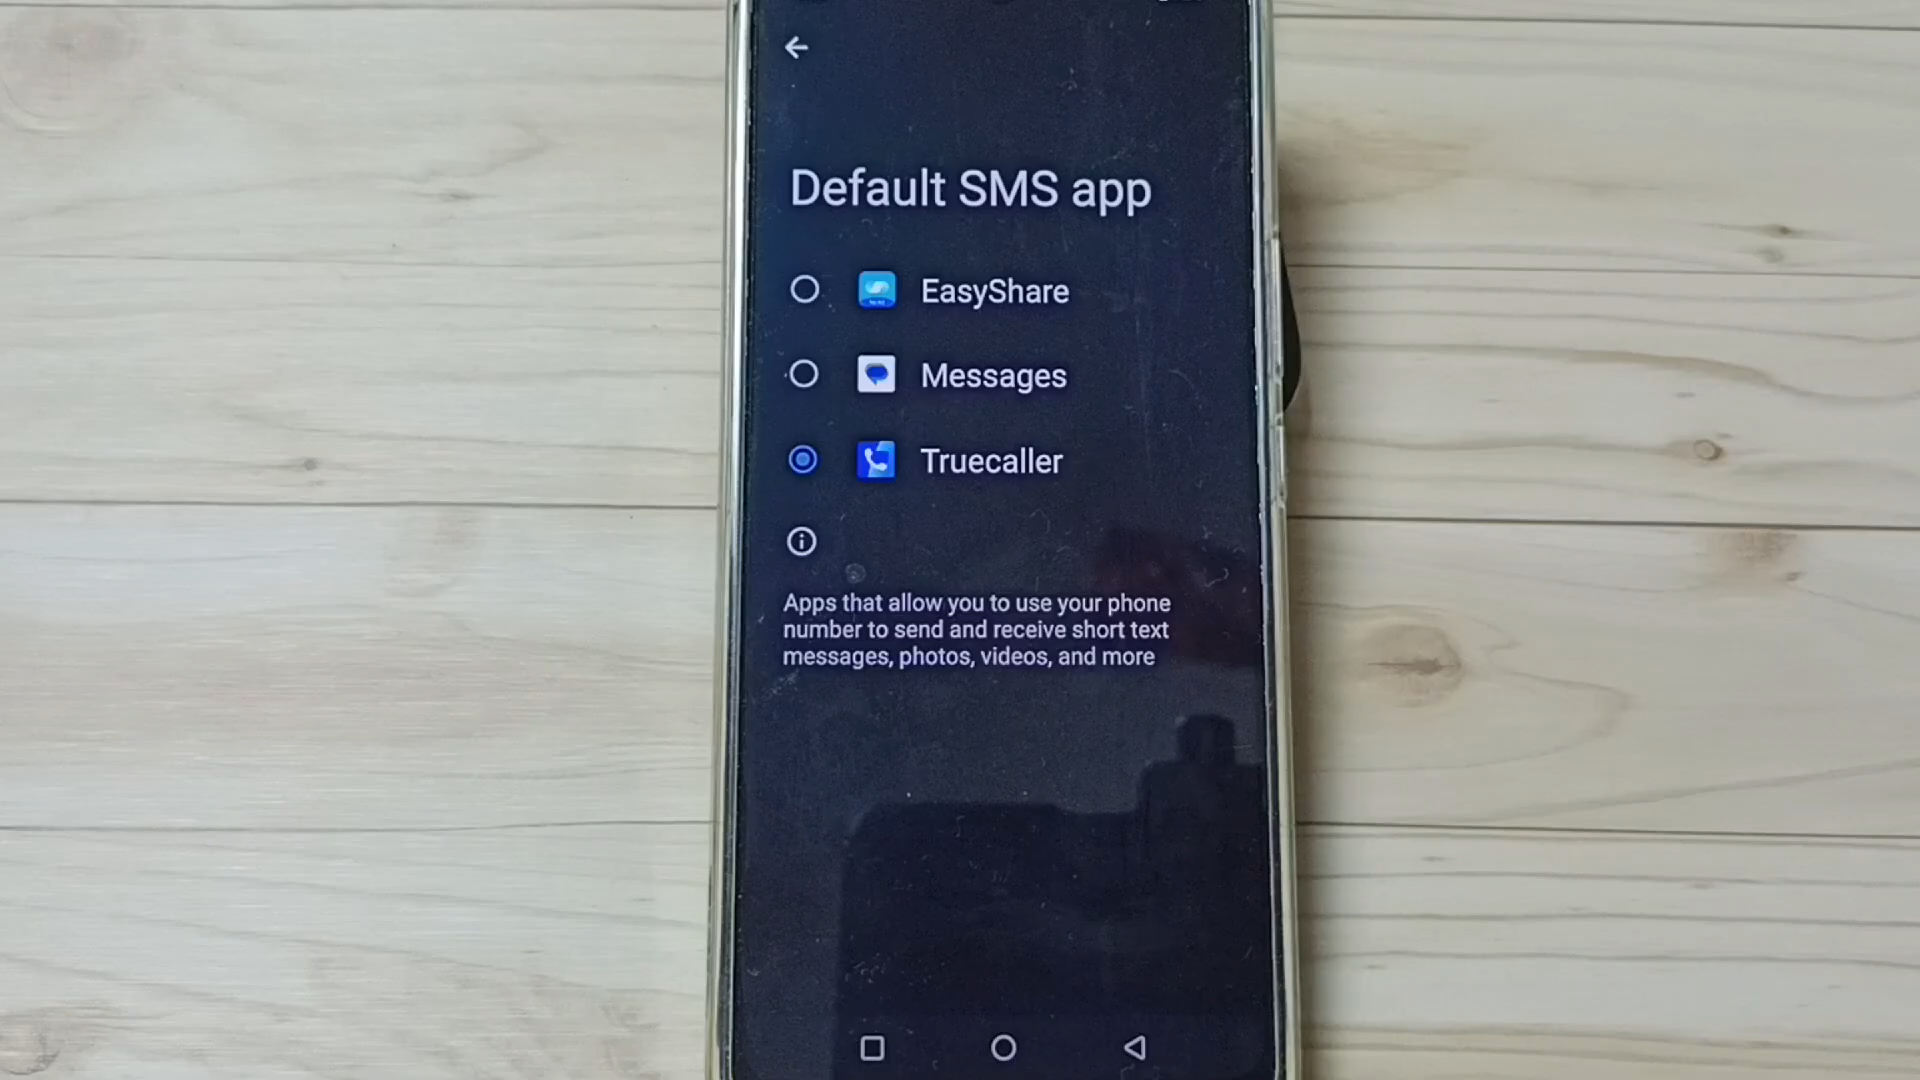 Default SMS app
EasyShare
Messages
Truecaller
Apps that allow you to use your phone
number to send and receive short text
messages, photos, videos, and more